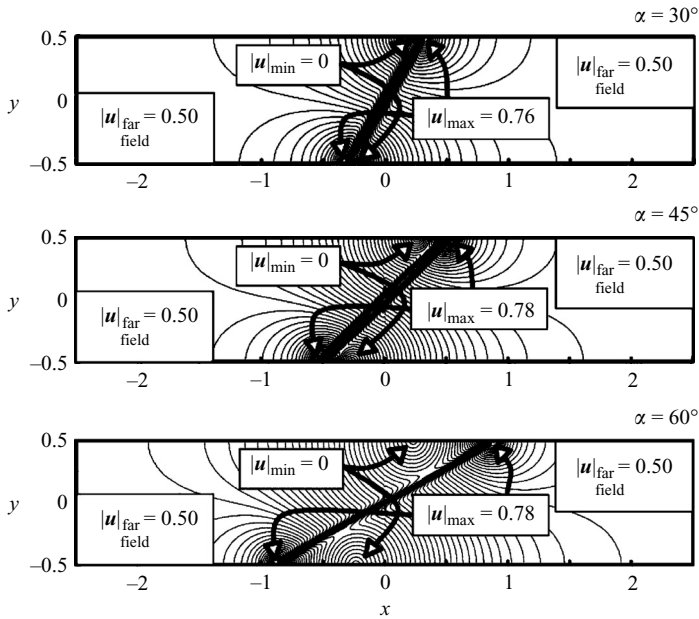 α = 30°
0.5
|u|min = 0
|u|far field = 0.50
y
0
|u|far field = 0.50
|u|max = 0.76
–0.5
–2
–1
0
1
2
α = 45°
0.5
|u|min = 0
|u|far field = 0.50
y
0
|u|far field = 0.50
|u|max = 0.78
–0.5
–2
–1
0
1
2
α = 60°
0.5
|u|min = 0
|u|far field = 0.50
y
0
|u|far field = 0.50
|u|max = 0.78
–0.5
–2
–1
0
1
2
x